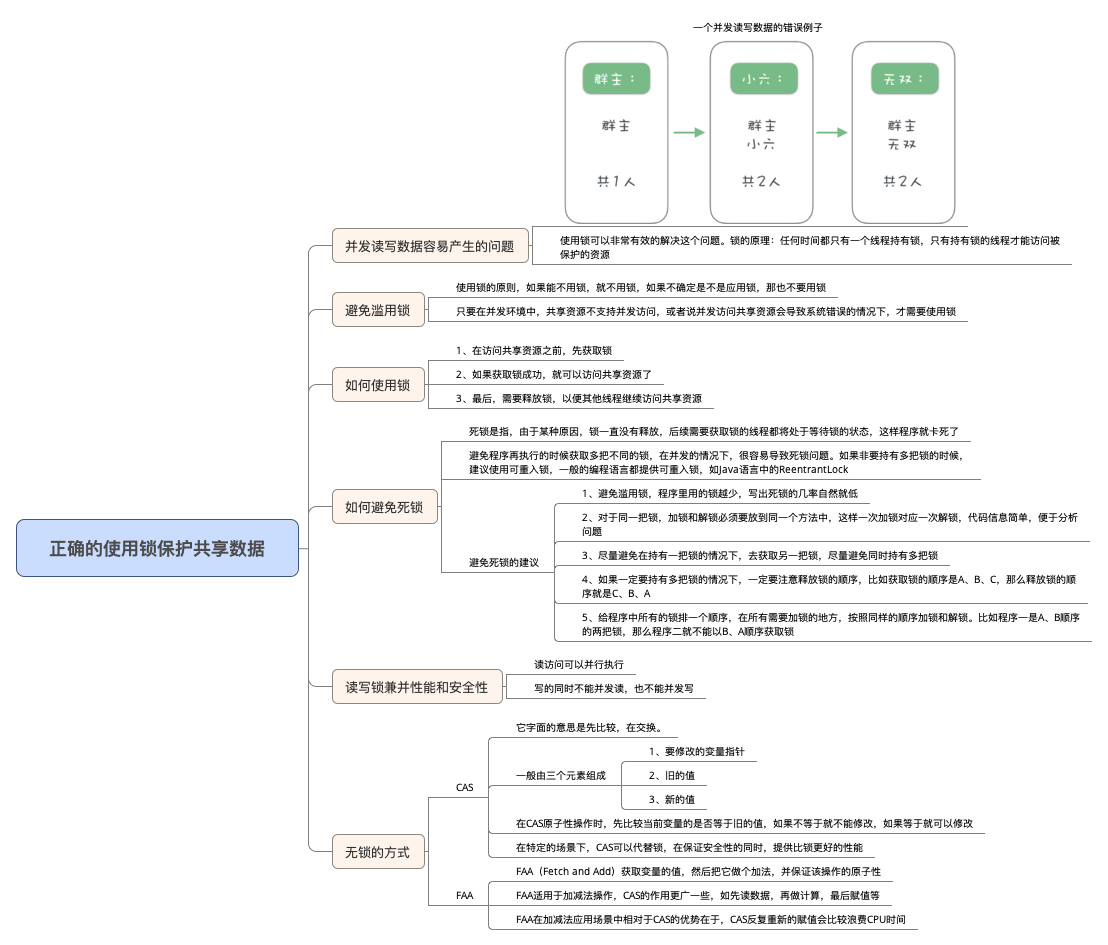 一个并发读写数据的错误例子
群主：
小六：
无双：
群主
群主
小六
群主
无双
共1人
共2人
共2人
并发读写数据容易产生的问题
使用锁可以非常有效的解决这个问题。锁的原理：任何时间都只有一个线程持有锁，只有持有锁的线程才能访问被
保护的资源
避免滥用锁
使用锁的原则，如果能不用锁，就不用锁，如果不确定是不是应用锁，那也不要用锁
只要在并发环境中，共享资源不支持并发访问，或者说并发访问共享资源会导致系统错误的情况下，才需要使用锁
如何使用锁
1、在访问共享资源之前，先获取锁
2、如果获取锁成功，就可以访问共享资源了
3、最后，需要释放锁，以便其他线程继续访问共享资源
如何避免死锁
死锁是指，由于某种原因，锁一直没有释放，后续需要获取锁的线程都将处于等待锁的状态，这样程序就卡死了
避免程序再执行的时候获取多把不同的锁，在并发的情况下，很容易导致死锁问题。如果非要持有多把锁的时候，
建议使用可重入锁，一般的编程语言都提供可重入锁，如Java语言中的ReentrantLock
避免死锁的建议
1、避免滥用锁，程序里用的锁越少，写出死锁的几率自然就低
2、对于同一把锁，加锁和解锁必须要放到同一个方法中，这样一次加锁对应一次解锁，代码信息简单，便于分析
问题
3、尽量避免在持有一把锁的情况下，去获取另一把锁，尽量避免同时持有多把锁
4、如果一定要持有多把锁的情况下，一定要注意释放锁的顺序，比如获取锁的顺序是A、B、C，那么释放锁的顺
序就是C、B、A
5、给程序中所有的锁排一个顺序，在所有需要加锁的地方，按照同样的顺序加锁和解锁。比如程序一是A、B顺序
的两把锁，那么程序二就不能以B、A顺序获取锁
正确的使用锁保护共享数据
读写锁兼并性能和安全性
读访问可以并行执行
写的同时不能并发读，也不能并发写
无锁的方式
CAS
它字面的意思是先比较，在交换。
一般由三个元素组成
1、要修改的变量指针
2、旧的值
3、新的值
在CAS原子性操作时，先比较当前变量的是否等于旧的值，如果不等于就不能修改，如果等于就可以修改
在特定的场景下，CAS可以代替锁，在保证安全性的同时，提供比锁更好的性能
FAA
FAA（Fetch and Add）获取变量的值，然后把它做个加法，并保证该操作的原子性
FAA适用于加减法操作，CAS的作用更广一些，如先读数据，再做计算，最后赋值等
FAA在加减法应用场景中相对于CAS的优势在于，CAS反复重新的赋值会比较浪费CPU时间